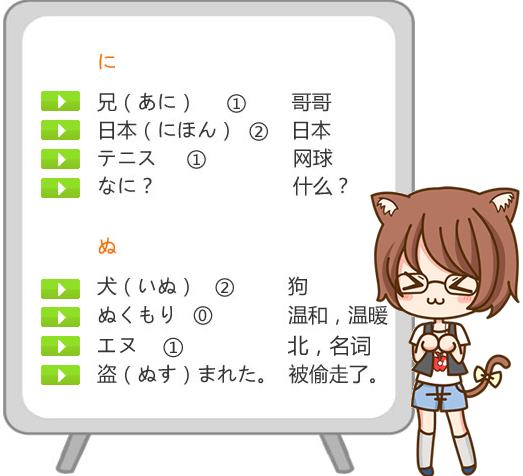 に
兄（あに） ① 哥哥
日本（にほん） ② 日本
テニス ① 网球
なに？ 什么？
ぬ
犬（いぬ） ② 狗
ぬくもり ⓪ 温和，温暖
エヌ ① 北，名词
盗（ぬす）まれた。 被偷走了。